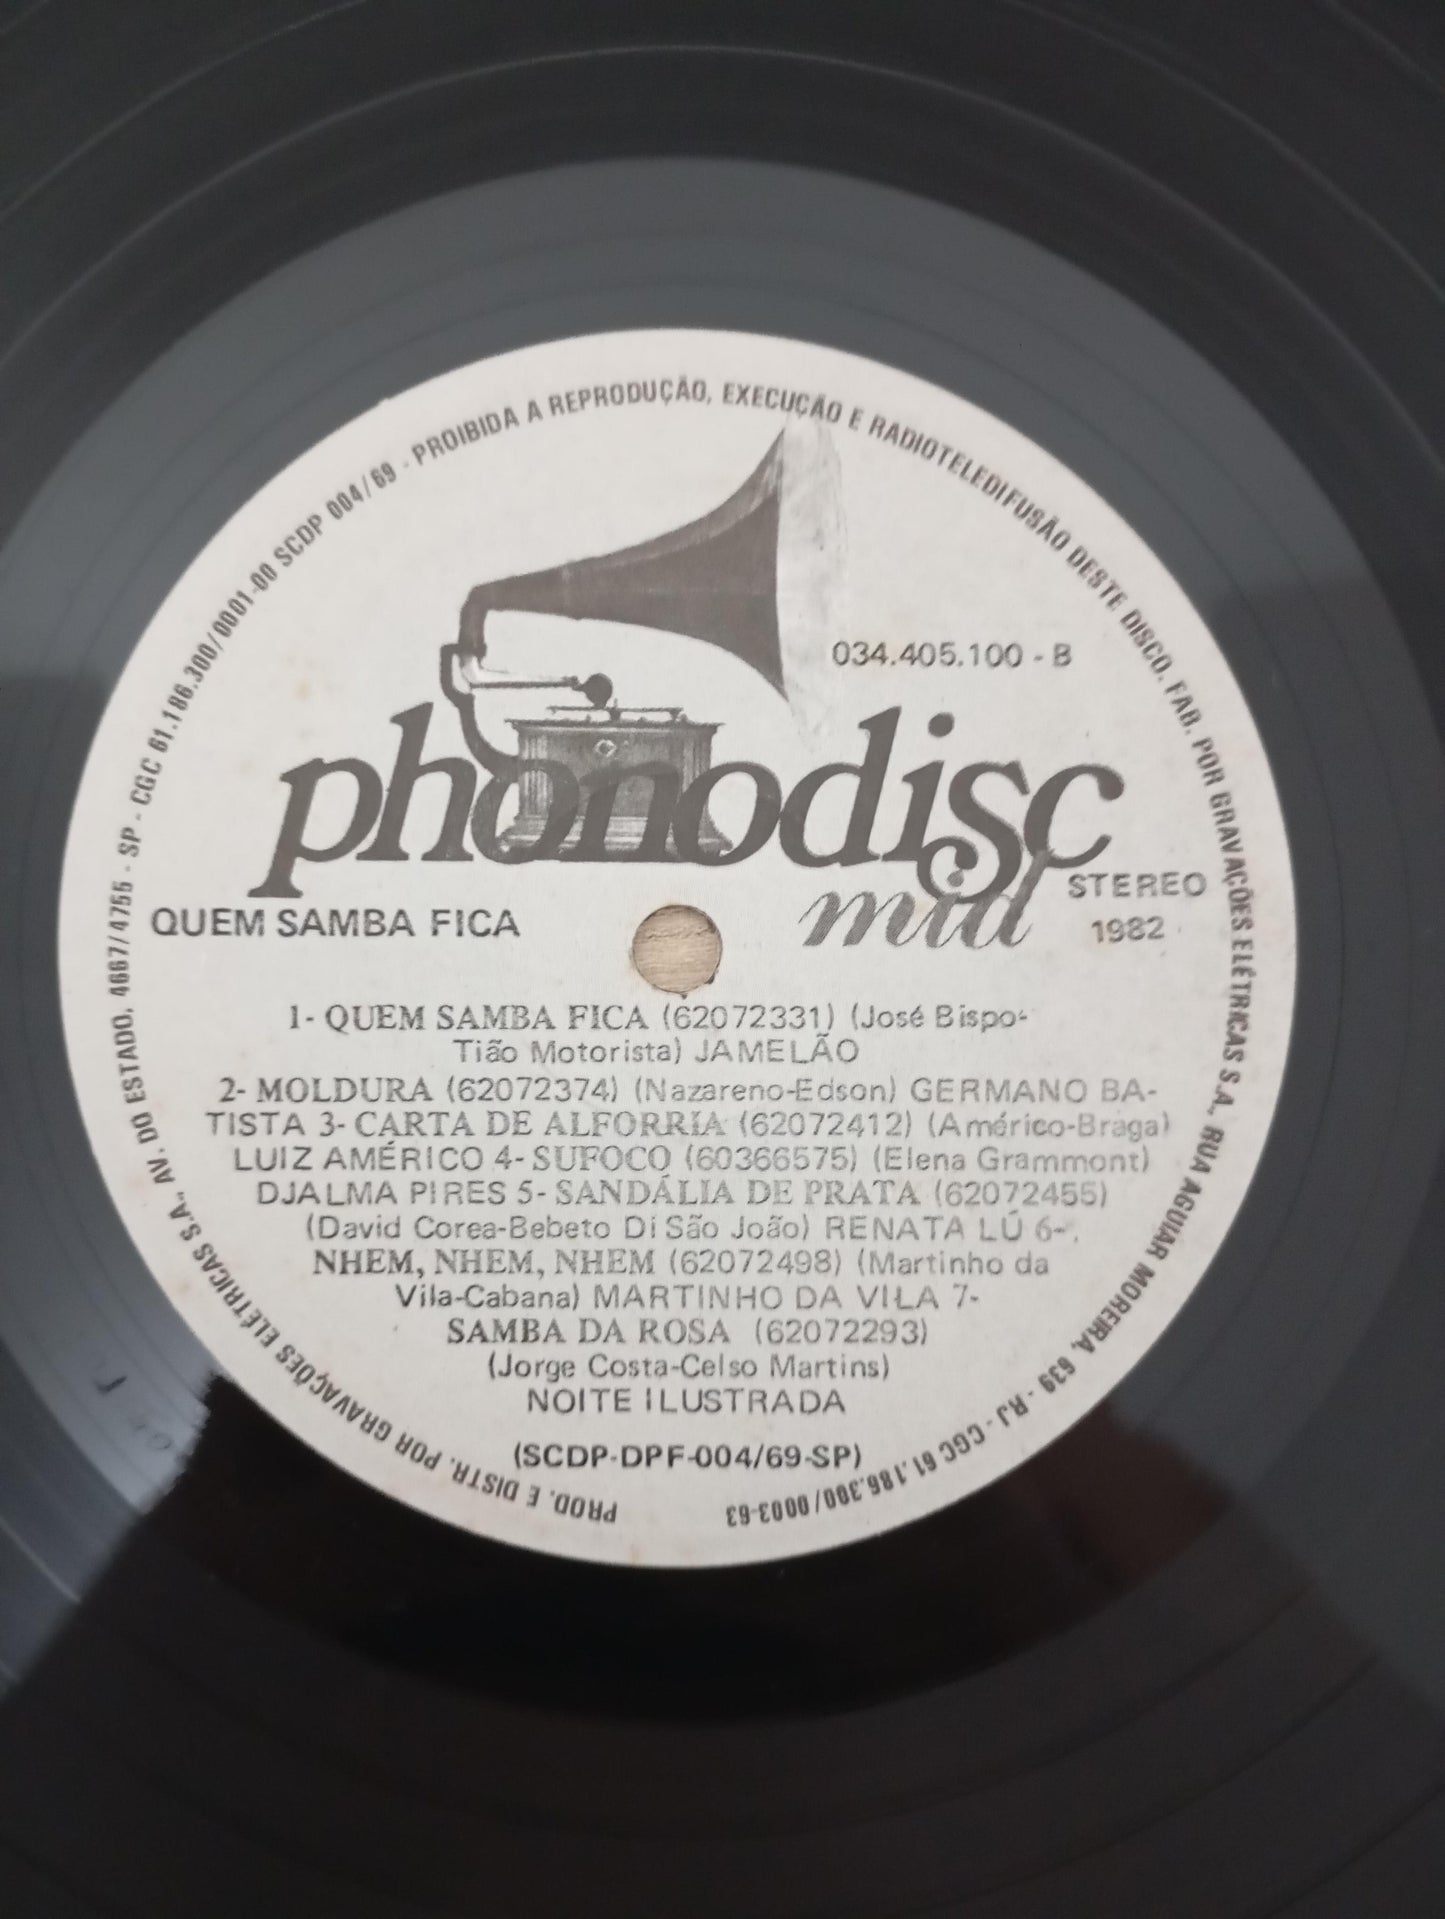 PROD. E DISTR. POR GRAVAÇÕES ELÉTRICAS S.A., AV. DO ESTADO, 4667/4755 - SP - CGC 61.186.300/0001-00 SCDP 004/69 - PROIBIDA A REPRODUÇÃO, EXECUÇÃO E RADIOTELEDIFUSÃO DESTE DISCO. FAB. POR GRAVAÇÕES ELÉTRICAS S.A., RUA AGUIAR MOREIRA, 639 - RJ - CGC 61.186.300/0003-63
034.405.100 - B
phonodisc
mid
STEREO
QUEM SAMBA FICA
1982
1- QUEM SAMBA FICA (62072331) (José Bispo-
Tião Motorista) JAMELÃO
2- MOLDURA (62072374) (Nazareno-Edson) GERMANO BA-
TISTA 3- CARTA DE ALFORRIA (62072412) (Américo-Braga)
LUIZ AMÉRICO 4- SUFOCO (60366575) (Elena Grammont)
DJALMA PIRES 5- SANDÁLIA DE PRATA (62072455)
(David Corea-Bebeto Di São João) RENATA LÚ 6-
NHEM, NHEM, NHEM (62072498) (Martinho da
Vila-Cabana) MARTINHO DA VILA 7-
SAMBA DA ROSA (62072293)
(Jorge Costa-Celso Martins)
NOITE ILUSTRADA
(SCDP-DPF-004/69-SP)